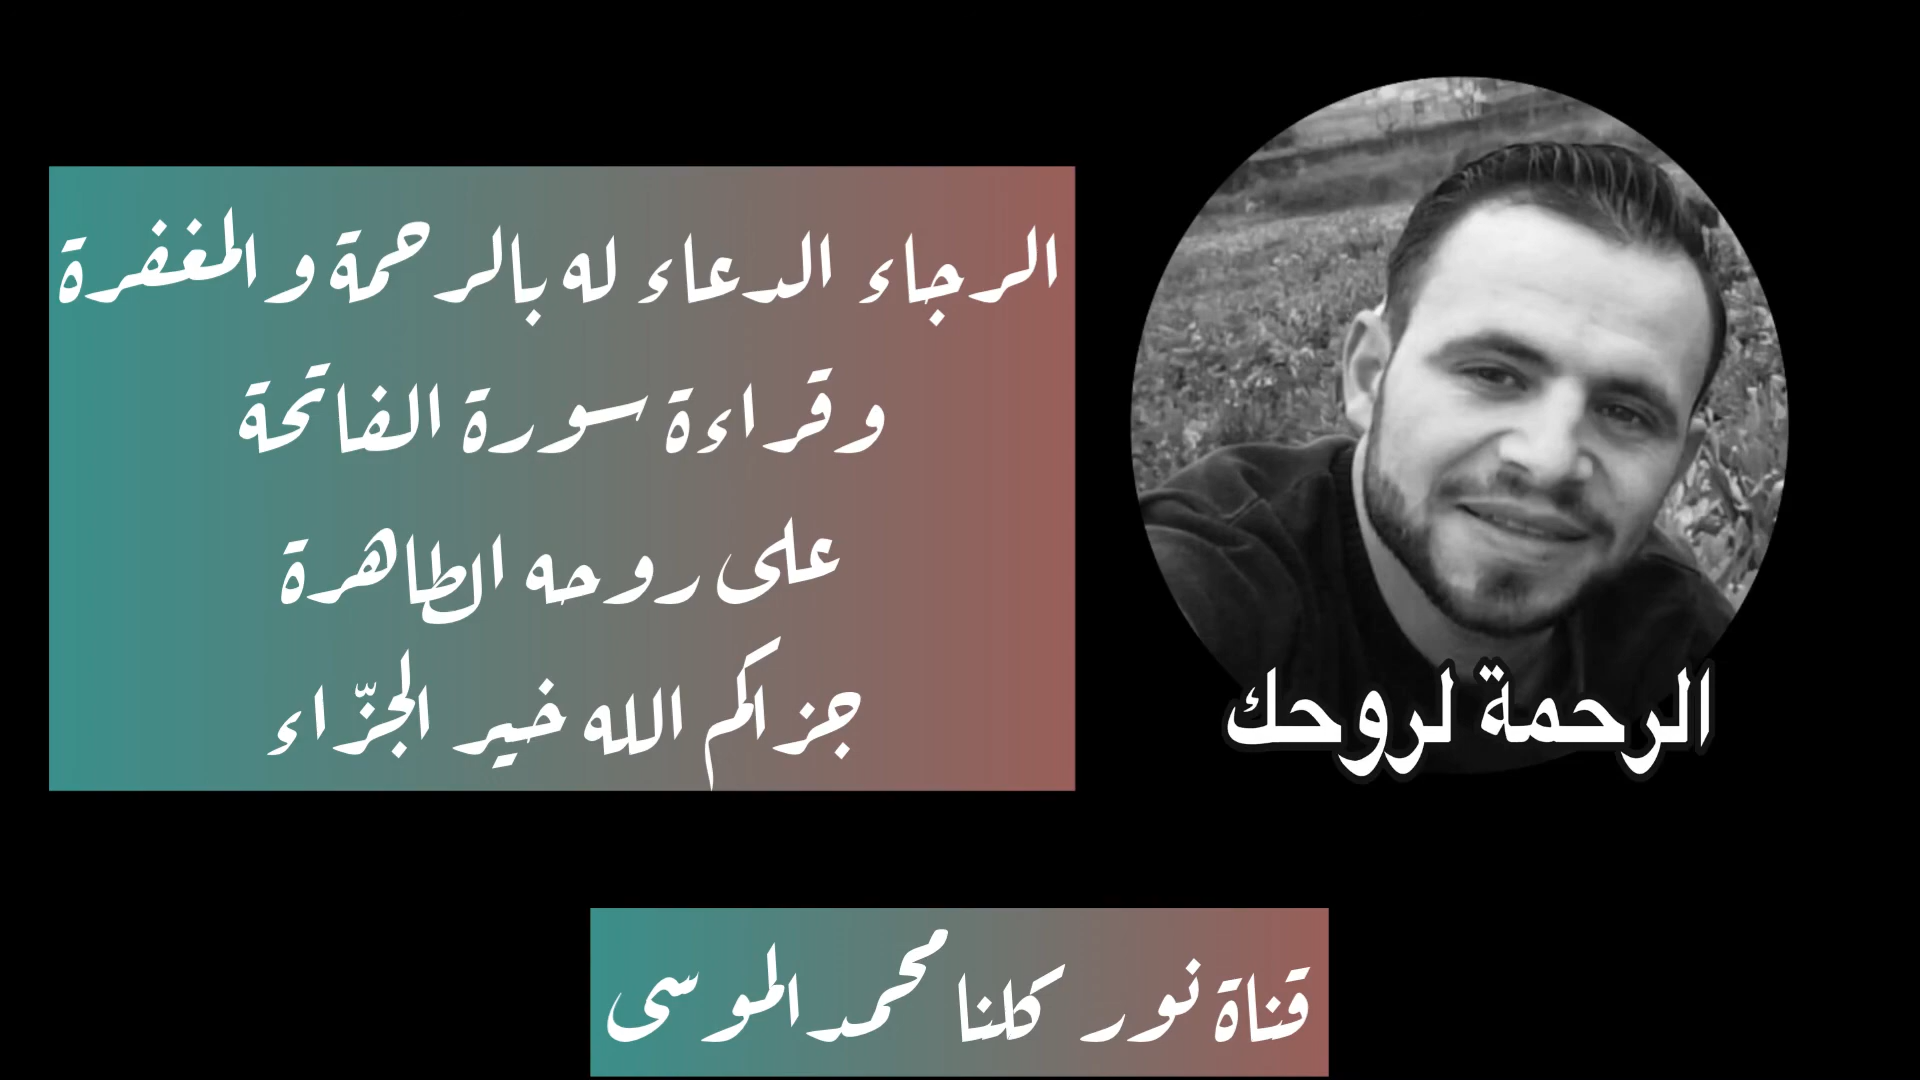 الرجاء الدعاء له بالرحمة و المغفرة
وقراءة سورة الفاتحة
على روحه الطاهرة
جزاكم الله خير الجزّاء
الرحمة لروحك
قناة نور كلنا محمد الموسى